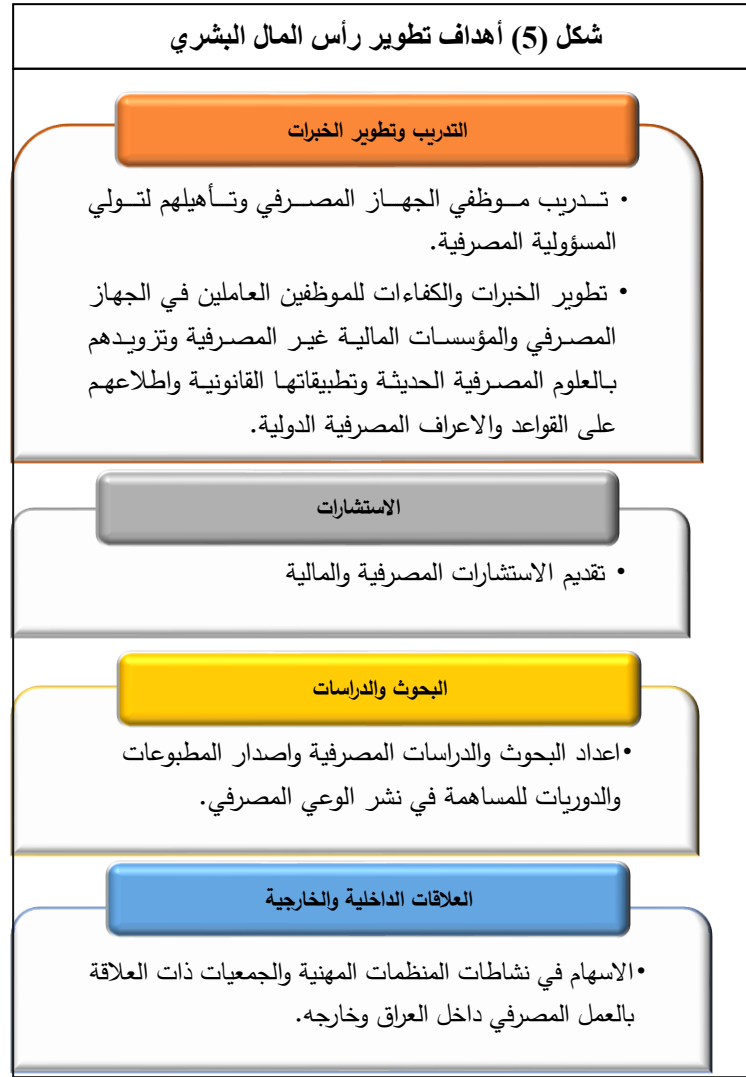 شكل (5) أهداف تطوير رأس المال البشري
التدريب وتطوير الخبرات
• تدريب موظفي الجهاز المصرفي وتأهيلهم لتولي
المسؤولية المصرفية.
• تطوير الخبرات والكفاءات للموظفين العاملين في الجهاز
المصرفي والمؤسسات المالية غير المصرفية وتزويدهم
بالعلوم المصرفية الحديثة وتطبيقاتها القانونية واطلاعهم
على القواعد والاعراف المصرفية الدولية.
الاستشارات
• تقديم الاستشارات المصرفية والمالية
البحوث والدراسات
•اعداد البحوث والدراسات المصرفية واصدار المطبوعات
والدوريات للمساهمة في نشر الوعي المصرفي.
العلاقات الداخلية والخارجية
•الاسهام في نشاطات المنظمات المهنية والجمعيات ذات العلاقة
بالعمل المصرفي داخل العراق وخارجه.